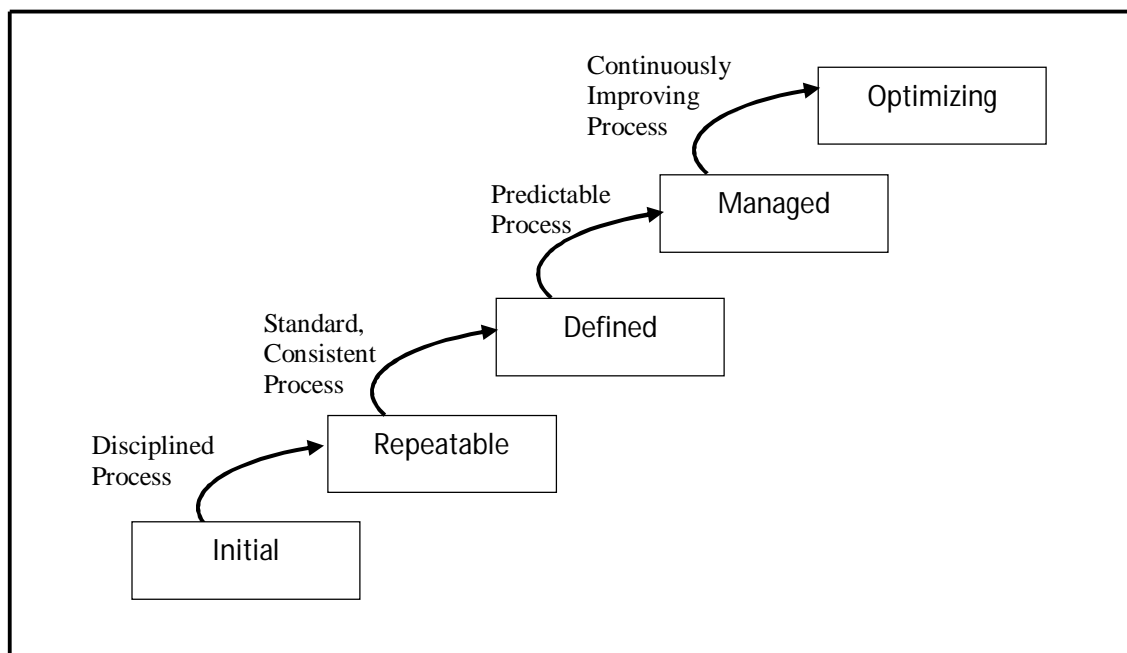 Continuously
Improving
Process
Optimizing
Predictable
Process
Managed
Standard,
Consistent
Process
Defined
Disciplined
Process
Repeatable
Initial